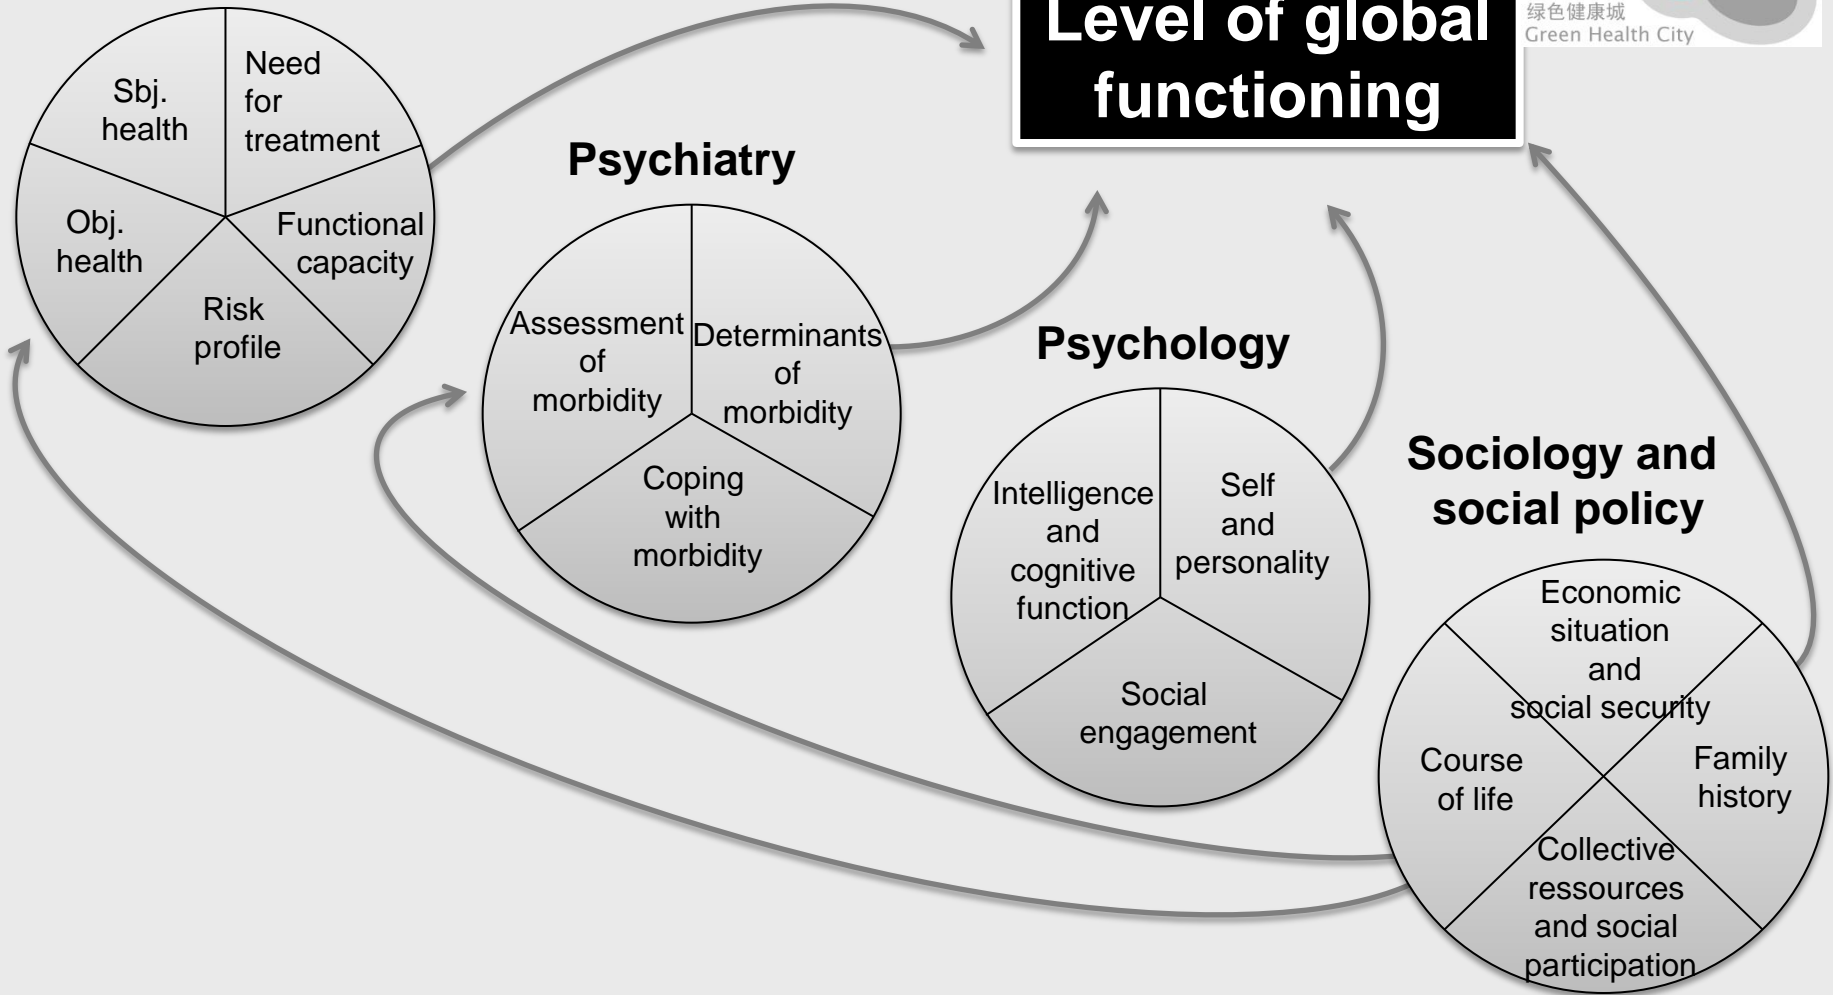 Level of global
functioning
绿色健康城
Green Health City
Sbj.
health
Need
for
treatment
Obj.
health
Functional
capacity
Risk
profile
Psychiatry
Assessment
of
morbidity
Determinants
of
morbidity
Coping
with
morbidity
Psychology
Intelligence
and
cognitive
function
Self
and
personality
Social
engagement
Sociology and
social policy
Economic
situation
and
social security
Course
of life
Family
history
Collective
ressources
and social
participation